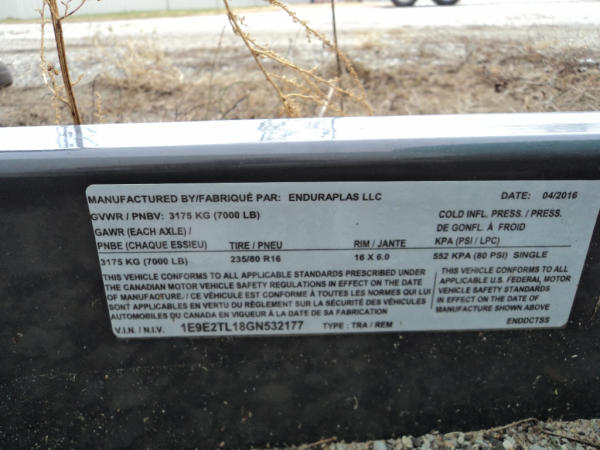 MANUFACTURED BY/FABRIQUÉ PAR: ENDURAPLAS LLC DATE: 04/2016
GVWR / PNBV: 3175 KG (7000 LB) COLD INFL. PRESS. / PRESS.
GAWR (EACH AXLE) / DE GONFL. À FROID
PNBE (CHAQUE ESSIEU) TIRE / PNEU RIM / JANTE KPA (PSI / LPC)
3175 KG (7000 LB) 235/80 R16 16 X 6.0 552 KPA (80 PSI) SINGLE
THIS VEHICLE CONFORMS TO ALL APPLICABLE STANDARDS PRESCRIBED UNDER
THE CANADIAN MOTOR VEHICLE SAFETY REGULATIONS IN EFFECT ON THE DATE
OF MANUFACTURE. / CE VÉHICULE EST CONFORME À TOUTES LES NORMES QUI LUI
SONT APPLICABLES EN VERTU DU RÈGLEMENT SUR LA SÉCURITÉ DES VÉHICULES
AUTOMOBILES DU CANADA EN VIGUEUR À LA DATE DE SA FABRICATION
THIS VEHICLE CONFORMS TO ALL
APPLICABLE U.S. FEDERAL MOTOR
VEHICLE SAFETY STANDARDS
IN EFFECT ON THE DATE OF
MANUFACTURE SHOWN ABOVE
V.I.N. / N.I.V. 1E9E2TL18GN532177 TYPE : TRA / REM ENDDCTSS